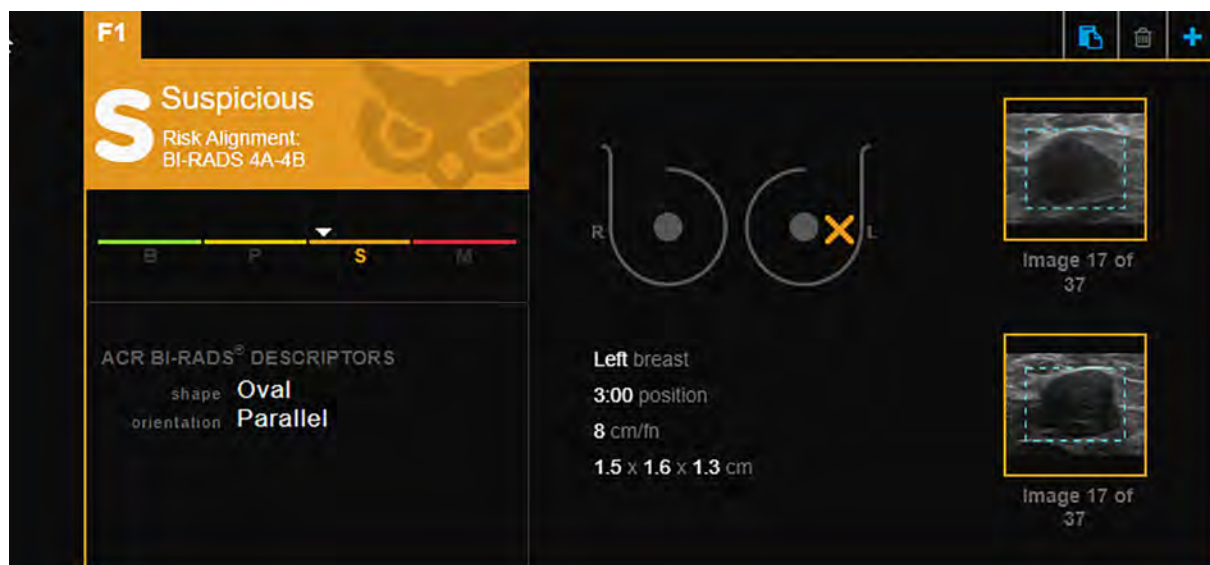 F1
S
Suspicious
Risk Alignment:
BI-RADS 4A-4B
B P S M
ACR BI-RADS® DESCRIPTORS
shape Oval
orientation Parallel
R L
Left breast
3:00 position
8 cm/fn
1.5 x 1.6 x 1.3 cm
Image 17 of
37
Image 17 of
37